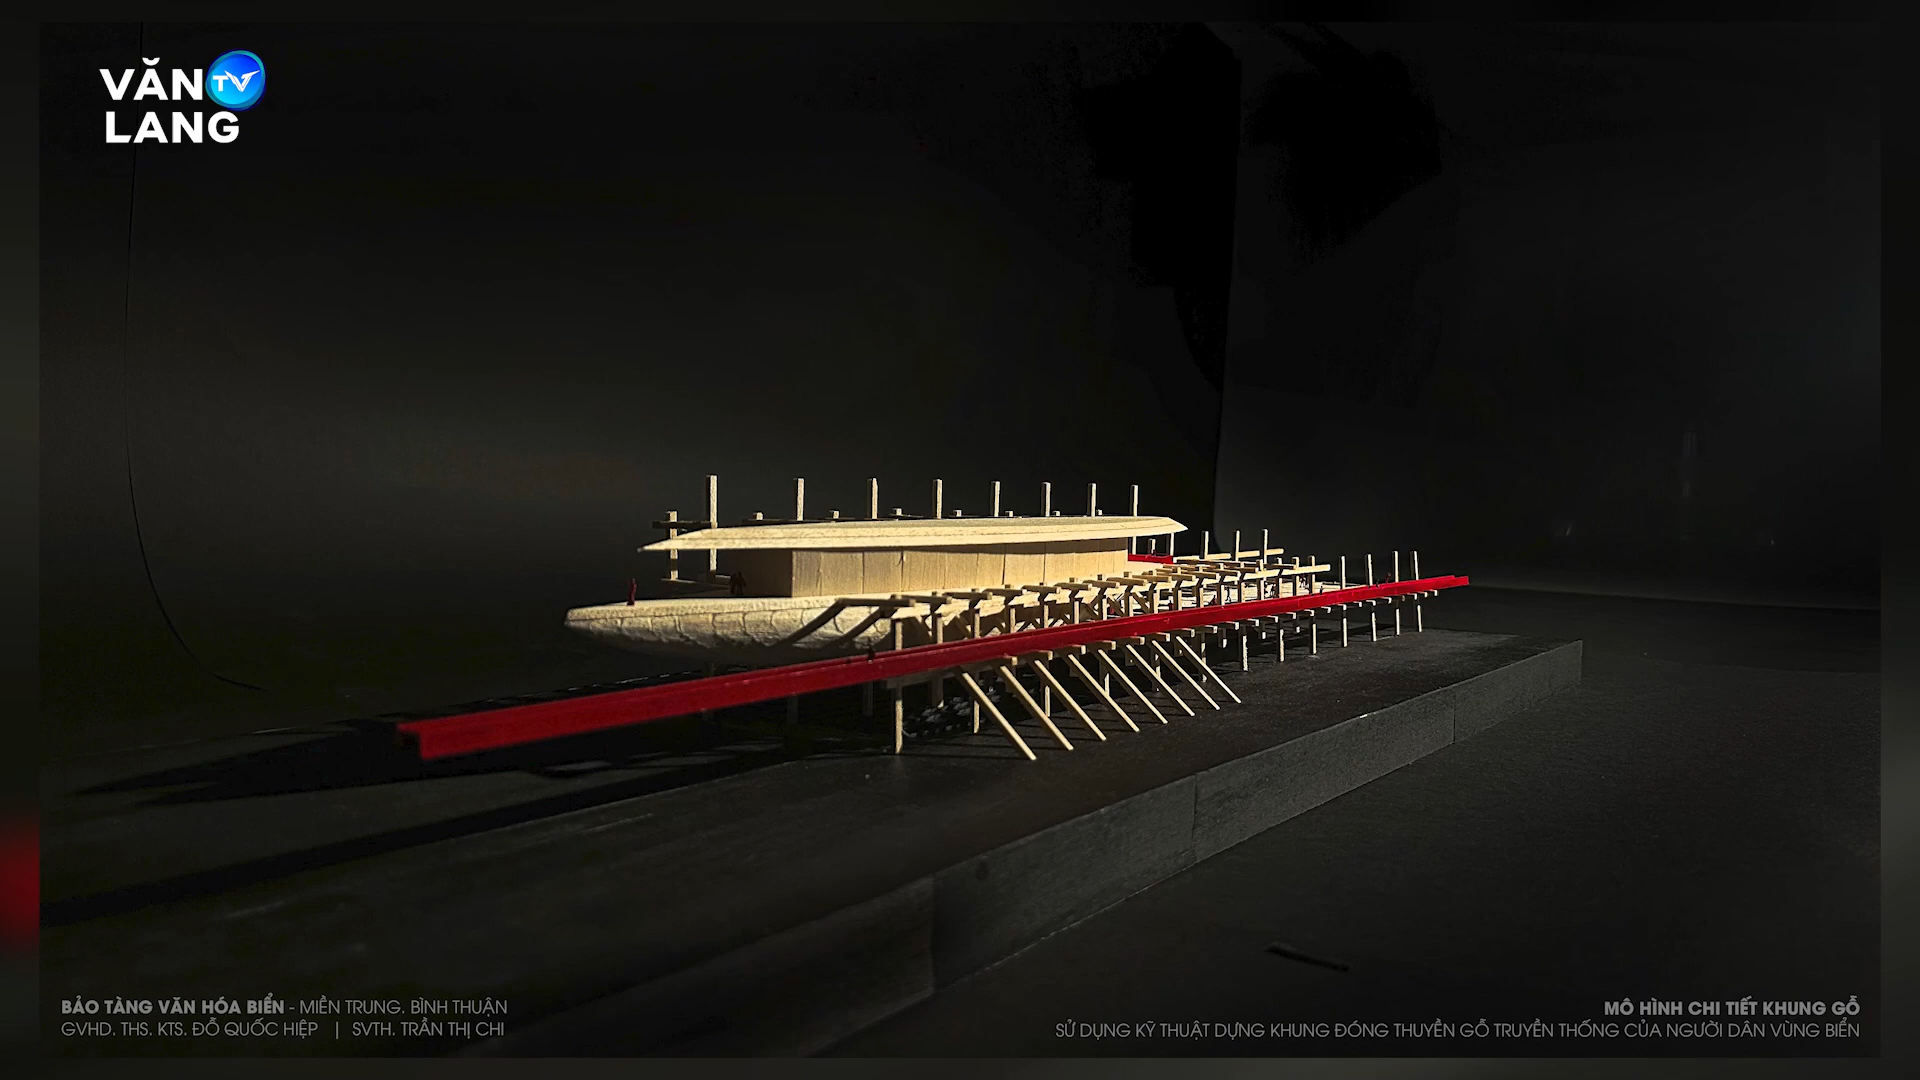 VĂN TV
LANG
BẢO TÀNG VĂN HÓA BIỂN - MIỀN TRUNG. BÌNH THUẬN
GVHD. THS. KTS. ĐỖ QUỐC HIỆP | SVTH. TRẦN THỊ CHI
MÔ HÌNH CHI TIẾT KHUNG GỖ
SỬ DỤNG KỸ THUẬT DỰNG KHUNG ĐÓNG THUYỀN GỖ TRUYỀN THỐNG CỦA NGƯỜI DÂN VÙNG BIỂN